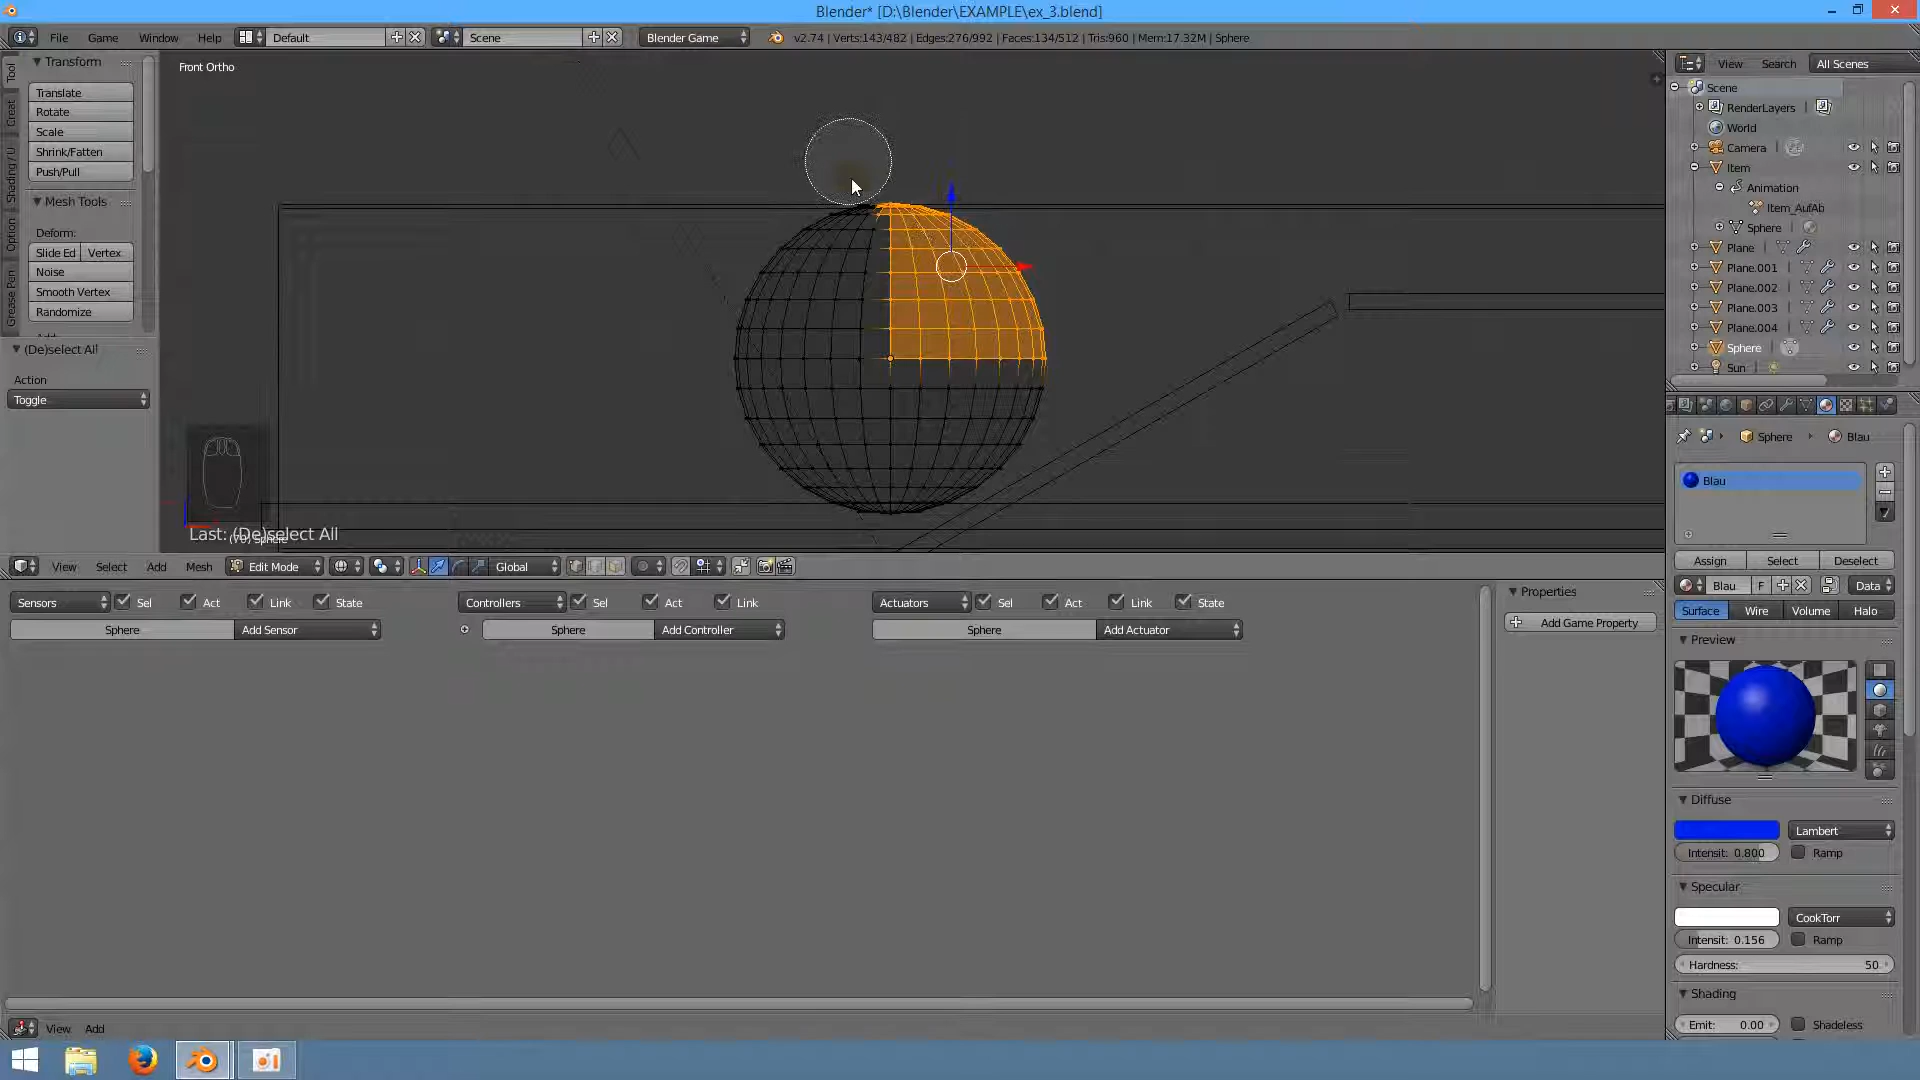 Blender* [D:\Blender\EXAMPLE\ex_3.blend]
File Game Window Help Default Scene Blender Game v2.74 | Verts:143/482 | Edges:276/992 | Faces:134/512 | Tris:960 | Mem:17.32M | Sphere
Tool
Creat
Shading / U
Option
Grease Pen
Transform
Translate
Rotate
Scale
Shrink/Fatten
Push/Pull
Mesh Tools
Deform:
Slide Ed Vertex
Noise
Smooth Vertex
Randomize
(De)select All
Action
Toggle
Front Ortho
Last: (De)select All
View Select Add Mesh Edit Mode Global
Sensors Sel Act Link State Controllers Sel Act Link Actuators Sel Act Link State
Sphere Add Sensor Sphere Add Controller Sphere Add Actuator
Properties
Add Game Property
View Add
View Search All Scenes
Scene
RenderLayers |
World
Camera
Item
Animation
Item_AufAb
Sphere
Plane
Plane.001
Plane.002
Plane.003
Plane.004
Sphere
Sun
Sphere Blau
Blau
Assign Select Deselect
Blau F Data
Surface Wire Volume Halo
Preview
Diffuse
Lambert
Intensit: 0.800 Ramp
Specular
CookTorr
Intensit: 0.156 Ramp
Hardness: 50
Shading
Emit: 0.00 Shadeless